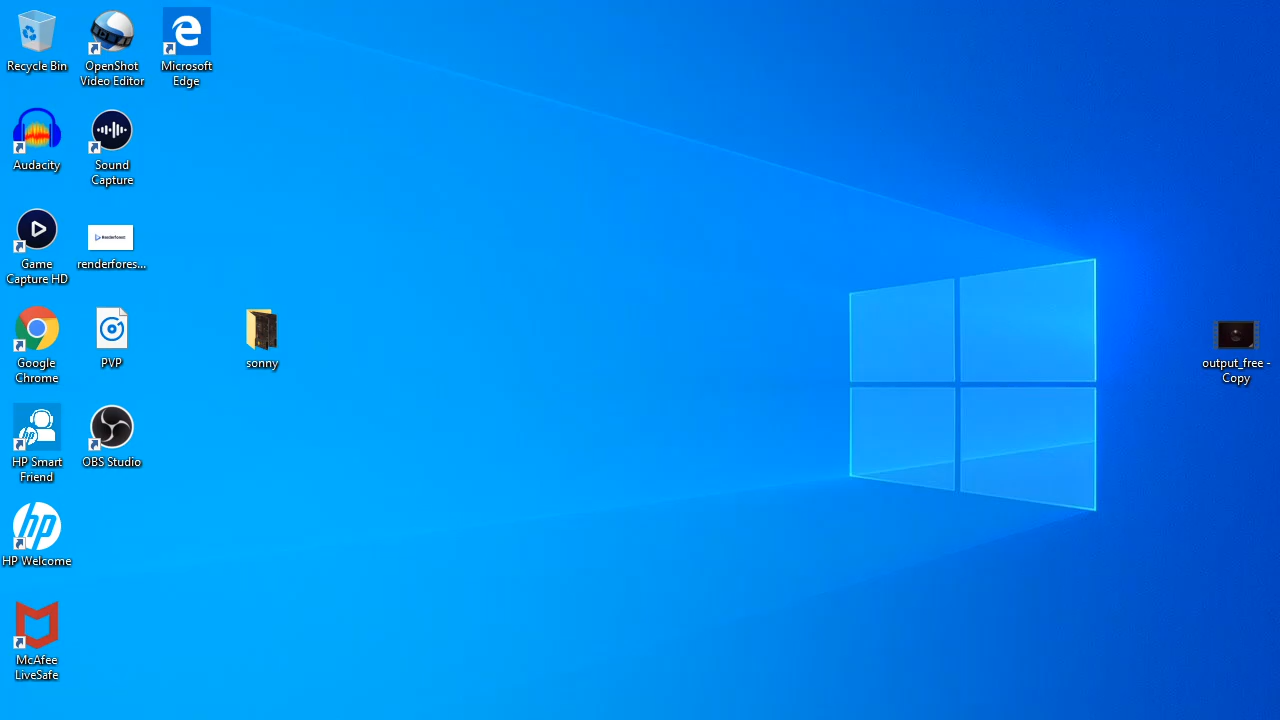 Recycle Bin
OpenShot
Video Editor
Microsoft
Edge
Audacity
Sound
Capture
Game
Capture HD
renderfores...
Google
Chrome
PVP
sonny
output_free -
Copy
HP Smart
Friend
OBS Studio
HP Welcome
McAfee
LiveSafe